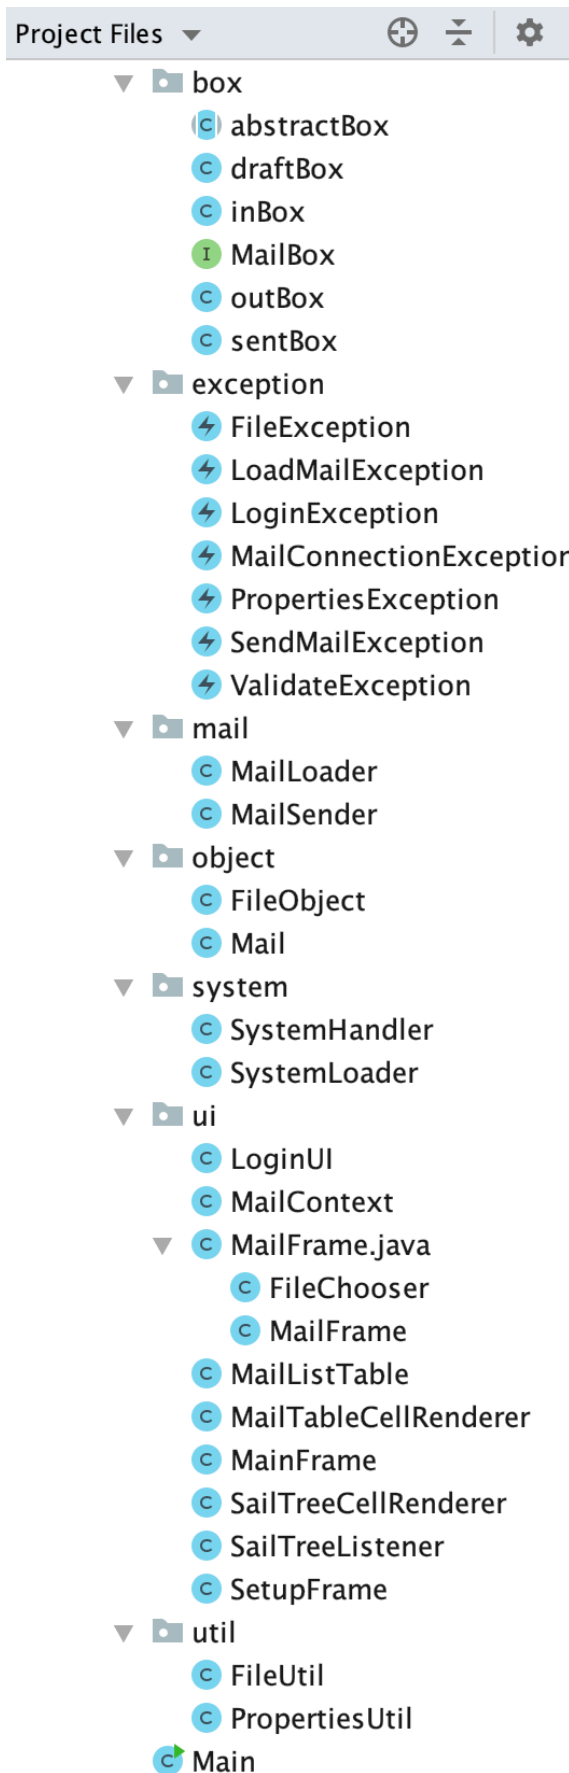 Project Files
box
abstractBox
draftBox
inBox
MailBox
outBox
sentBox
exception
FileException
LoadMailException
LoginException
MailConnectionException
PropertiesException
SendMailException
ValidateException
mail
MailLoader
MailSender
object
FileObject
Mail
system
SystemHandler
SystemLoader
ui
LoginUI
MailContext
MailFrame.java
FileChooser
MailFrame
MailListTable
MailTableCellRenderer
MainFrame
SailTreeCellRenderer
SailTreeListener
SetupFrame
util
FileUtil
PropertiesUtil
Main